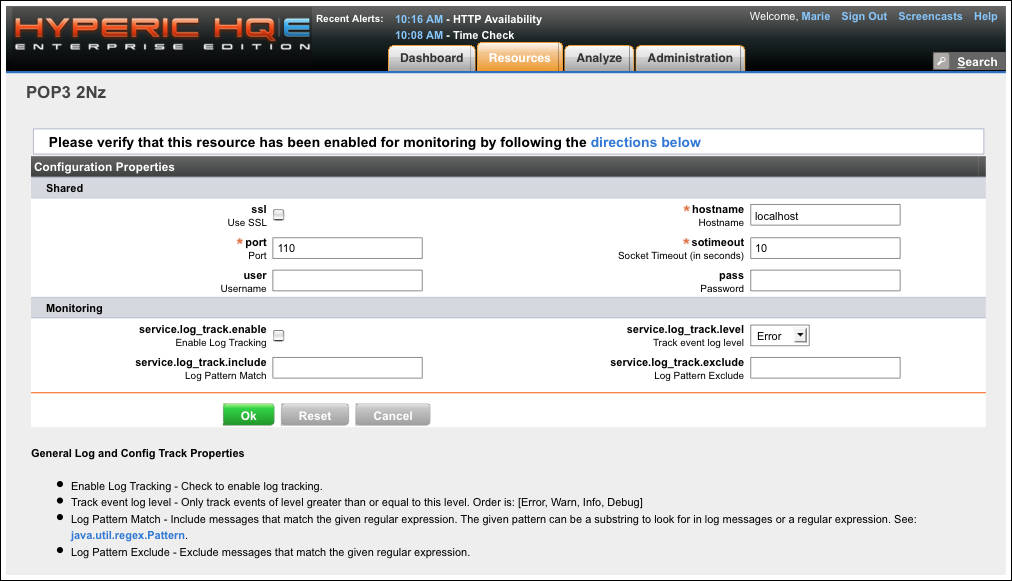 HYPERIC HQ|E
ENTERPRISE EDITION
Recent Alerts: 10:16 AM - HTTP Availability
10:08 AM - Time Check
Welcome, Marie Sign Out Screencasts Help
Dashboard Resources Analyze Administration
Search
POP3 2Nz
Please verify that this resource has been enabled for monitoring by following the directions below
Configuration Properties
Shared
ssl
Use SSL
* hostname
Hostname
localhost
* port
Port
110
* sotimeout
Socket Timeout (in seconds)
10
user
Username
pass
Password
Monitoring
service.log_track.enable
Enable Log Tracking
service.log_track.level
Track event log level
Error
service.log_track.include
Log Pattern Match
service.log_track.exclude
Log Pattern Exclude
Ok Reset Cancel
General Log and Config Track Properties
• Enable Log Tracking - Check to enable log tracking.
• Track event log level - Only track events of level greater than or equal to this level. Order is: [Error, Warn, Info, Debug]
• Log Pattern Match - Include messages that match the given regular expression. The given pattern can be a substring to look for in log messages or a regular expression. See:
java.util.regex.Pattern.
• Log Pattern Exclude - Exclude messages that match the given regular expression.